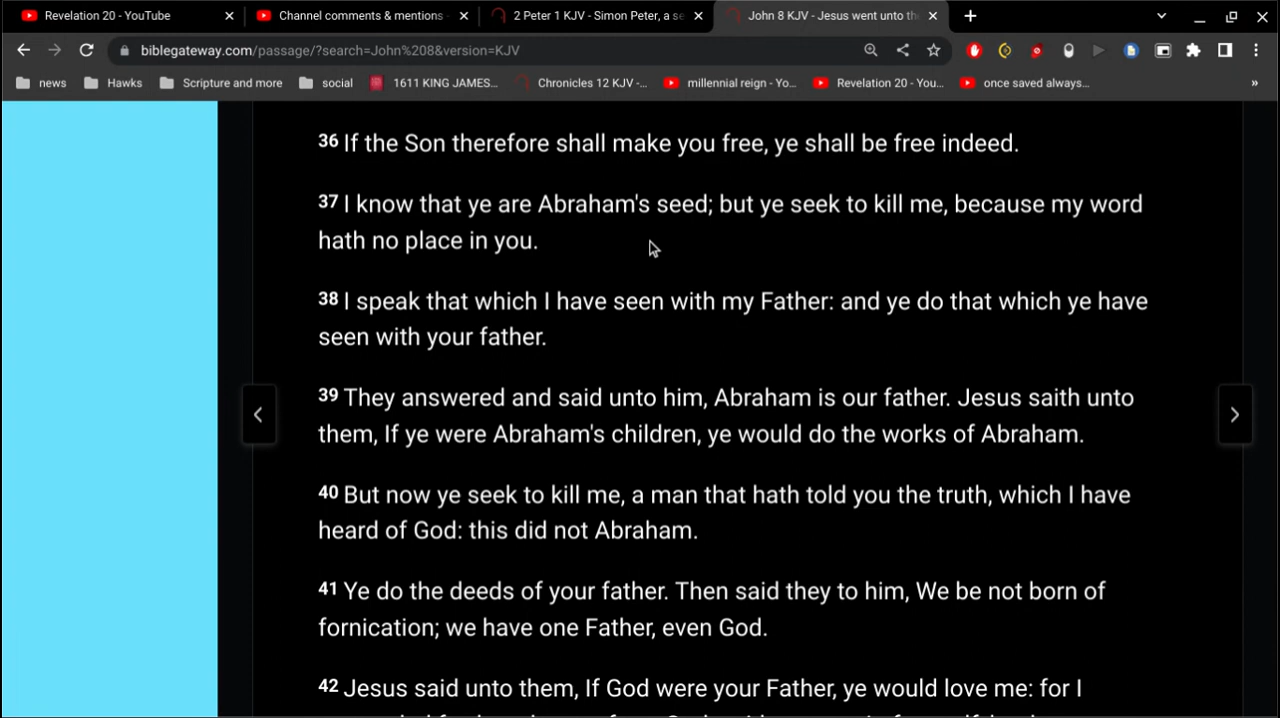 Revelation 20 - YouTube
Channel comments & mentions
2 Peter 1 KJV - Simon Peter, a se
John 8 KJV - Jesus went unto th
biblegateway.com/passage/?search=John%208&version=KJV
news Hawks Scripture and more social 1611 KING JAMES... Chronicles 12 KJV -... millennial reign - Yo... Revelation 20 - You... once saved always... »
36 If the Son therefore shall make you free, ye shall be free indeed.
37 I know that ye are Abraham's seed; but ye seek to kill me, because my word
hath no place in you.
38 I speak that which I have seen with my Father: and ye do that which ye have
seen with your father.
39 They answered and said unto him, Abraham is our father. Jesus saith unto
them, If ye were Abraham's children, ye would do the works of Abraham.
40 But now ye seek to kill me, a man that hath told you the truth, which I have
heard of God: this did not Abraham.
41 Ye do the deeds of your father. Then said they to him, We be not born of
fornication; we have one Father, even God.
42 Jesus said unto them, If God were your Father, ye would love me: for I